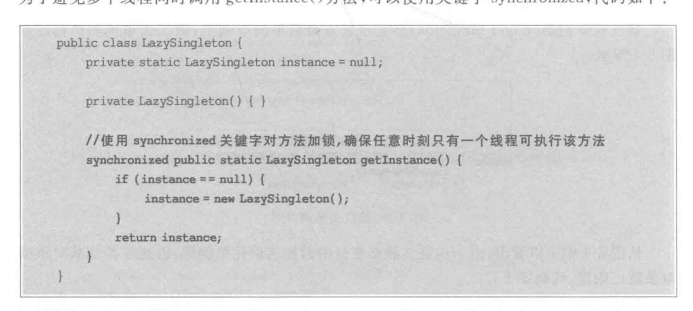 为了避免多个线程同时调用 getInstance()方法,可以使用关键字 synchronized,代码如下:
public class LazySingleton {
private static LazySingleton instance = null;
private LazySingleton() { }
//使用 synchronized 关键字对方法加锁,确保任意时刻只有一个线程可执行该方法
synchronized public static LazySingleton getInstance() {
if (instance == null) {
instance = new LazySingleton();
}
return instance;
}
}